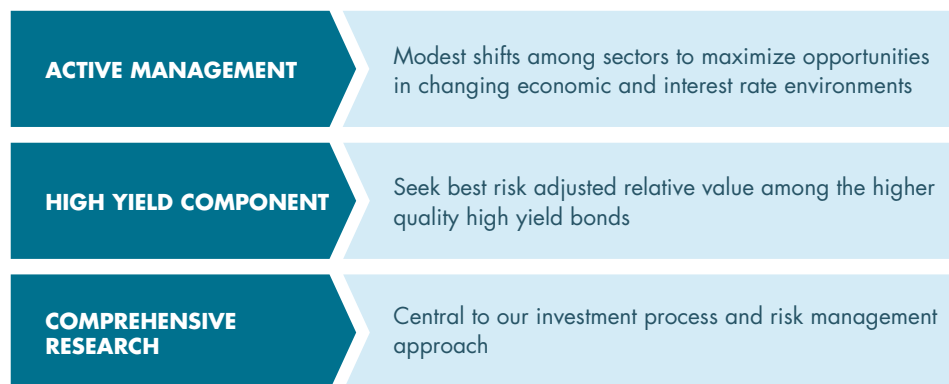 ACTIVE MANAGEMENT
Modest shifts among sectors to maximize opportunities
in changing economic and interest rate environments
HIGH YIELD COMPONENT
Seek best risk adjusted relative value among the higher
quality high yield bonds
COMPREHENSIVE
RESEARCH
Central to our investment process and risk management
approach